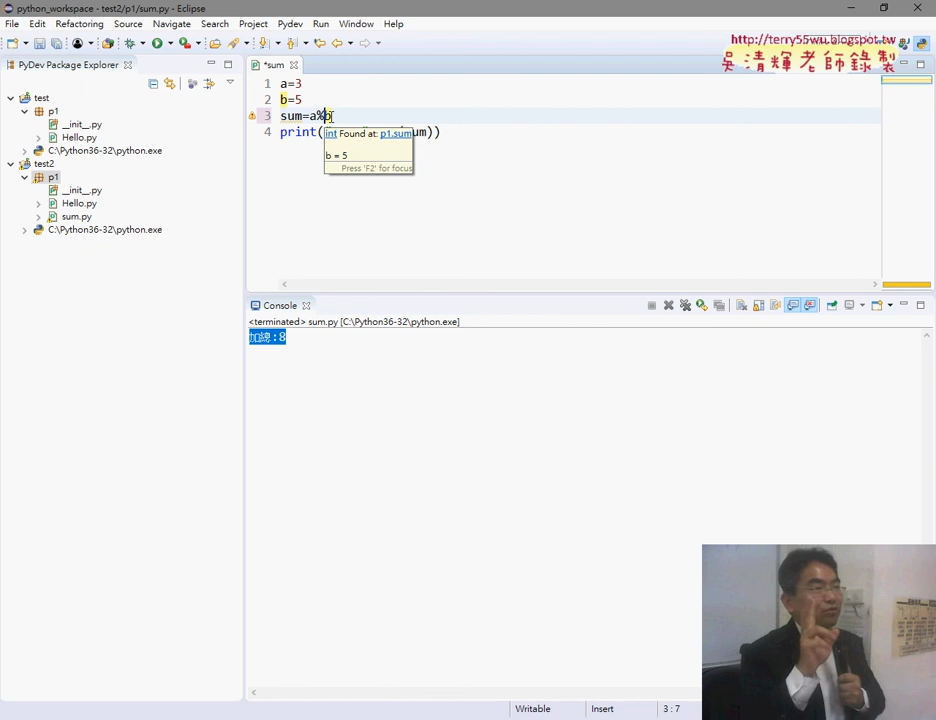 python_workspace - test2/p1/sum.py - Eclipse
File Edit Refactoring Source Navigate Search Project Pydev Run Window Help
http://terry55wu.blogspot.tw
吳清輝老師錄製
PyDev Package Explorer
*sum
test
p1
__init__.py
Hello.py
C:\Python36-32\python.exe
test2
p1
__init__.py
Hello.py
sum.py
C:\Python36-32\python.exe
1 a=3
2 b=5
3 sum=a%b
4 print( um))
int Found at: p1.sum
b = 5
Press 'F2' for focus
Console
<terminated> sum.py [C:\Python36-32\python.exe]
加總:8
Writable Insert 3 : 7